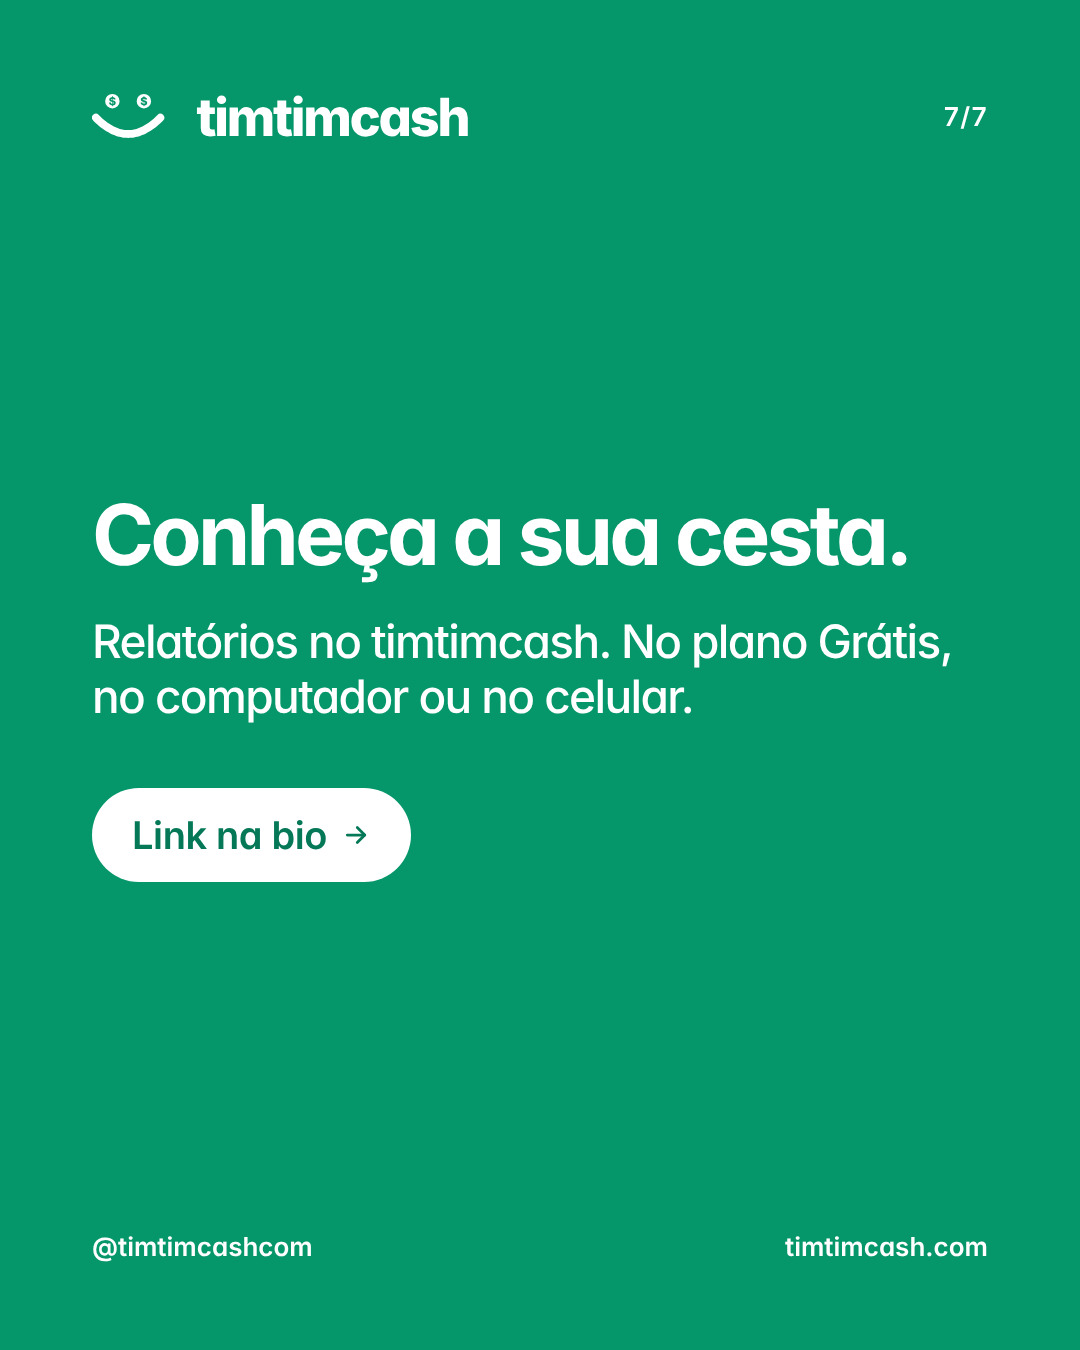 timtimcash
7/7
Conheça a sua cesta.
Relatórios no timtimcash. No plano Grátis,
no computador ou no celular.
Link na bio →
@timtimcashcom
timtimcash.com